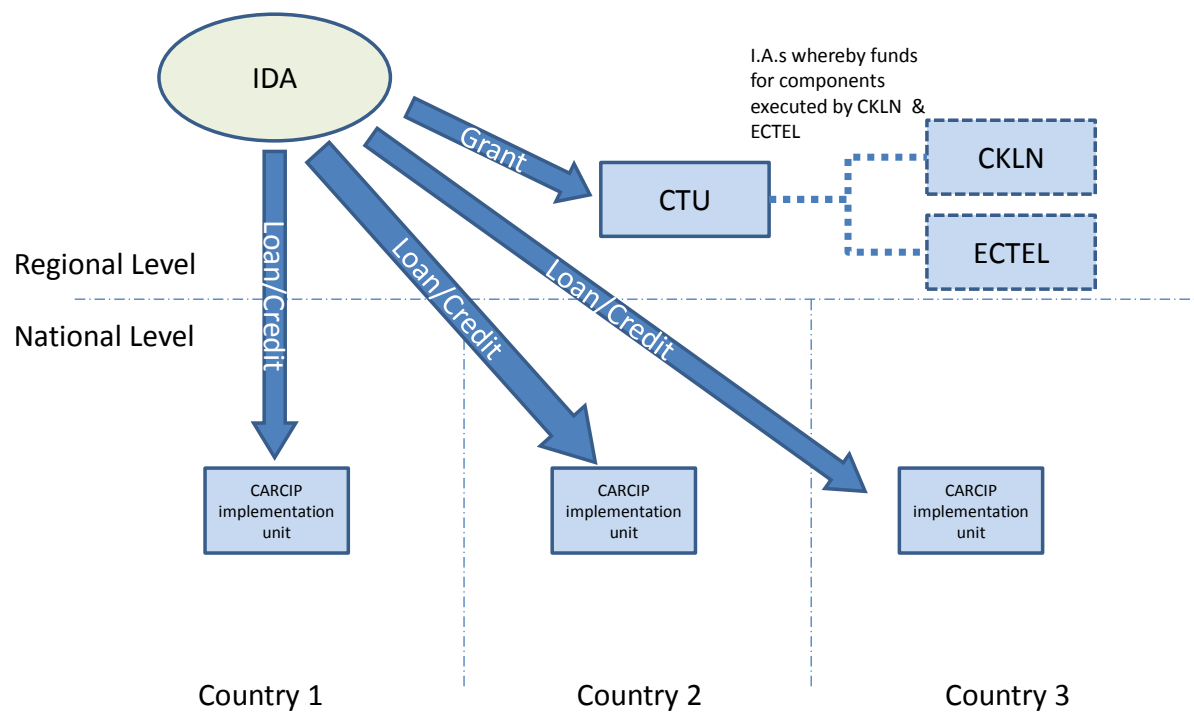 IDA
I.A.s whereby funds
for components
executed by CKLN &
ECTEL
Grant
CTU
CKLN
ECTEL
Loan/Credit
Loan/Credit
Loan/Credit
Regional Level
National Level
CARCIP
implementation
unit
CARCIP
implementation
unit
CARCIP
implementation
unit
Country 1
Country 2
Country 3